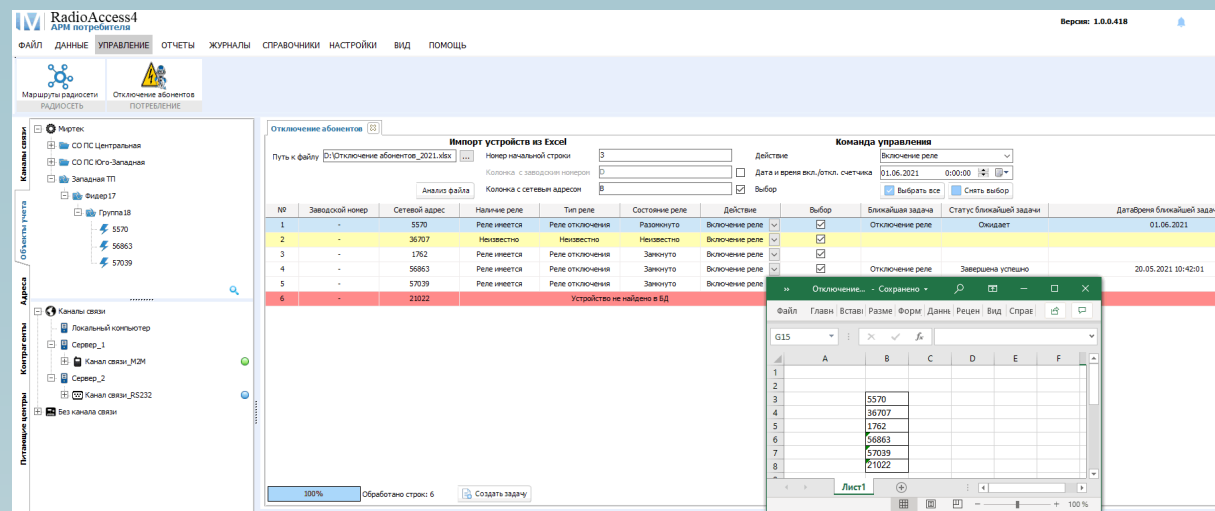 RadioAccess4
АРМ потребителя
Версия: 1.0.0.418
ФАЙЛ ДАННЫЕ УПРАВЛЕНИЕ ОТЧЕТЫ ЖУРНАЛЫ СПРАВОЧНИКИ НАСТРОЙКИ ВИД ПОМОЩЬ
Маршруты радиосети Отключение абонентов
РАДИОСЕТЬ ПОТРЕБЛЕНИЕ
Каналы связи
Объекты учета
Адреса
Контрагенты
Питающие центры
Миртек
СО ПС Центральная
СО ПС Юго-Западная
Западная ТП
Фидер17
Группа18
5570
56863
57039
Каналы связи
Локальный компьютер
Сервер_1
Канал связи_M2M
Сервер_2
Канал связи_RS232
Без канала связи
Отключение абонентов
Импорт устройств из Excel Команда управления
Путь к файлу D:\Отключение абонентов_2021.xlsx ... Номер начальной строки 3 Действие Включение реле
Колонка с заводским номером D Дата и время вкл./откл. счетчика 01.06.2021 0:00:00
Анализ файла Колонка с сетевым адресом B Выбор Выбрать все Снять выбор
№ Заводской номер Сетевой адрес Наличие реле Тип реле Состояние реле Действие Выбор Ближайшая задача Статус ближайшей задачи ДатаВремя ближайшей задач
1 - 5570 Реле имеется Реле отключения Разомкнуто Включение реле Отключение реле Ожидает 01.06.2021
2 - 36707 Неизвестно Неизвестно Неизвестно Включение реле
3 - 1762 Реле имеется Реле отключения Замкнуто Включение реле
4 - 56863 Реле имеется Реле отключения Замкнуто Включение реле Отключение реле Завершена успешно 20.05.2021 10:42:01
5 - 57039 Реле имеется Реле отключения Замкнуто Включение реле
6 - 21022 Устройство не найдено в БД
100% Обработано строк: 6 Создать задачу
Отключение... - Сохранено
Файл Главн Вставі Разме Форм Даннь Рецен Вид Справ
G15 fx
A B C D E F
1
2
3 5570
4 36707
5 1762
6 56863
7 57039
8 21022
Лист1
100 %